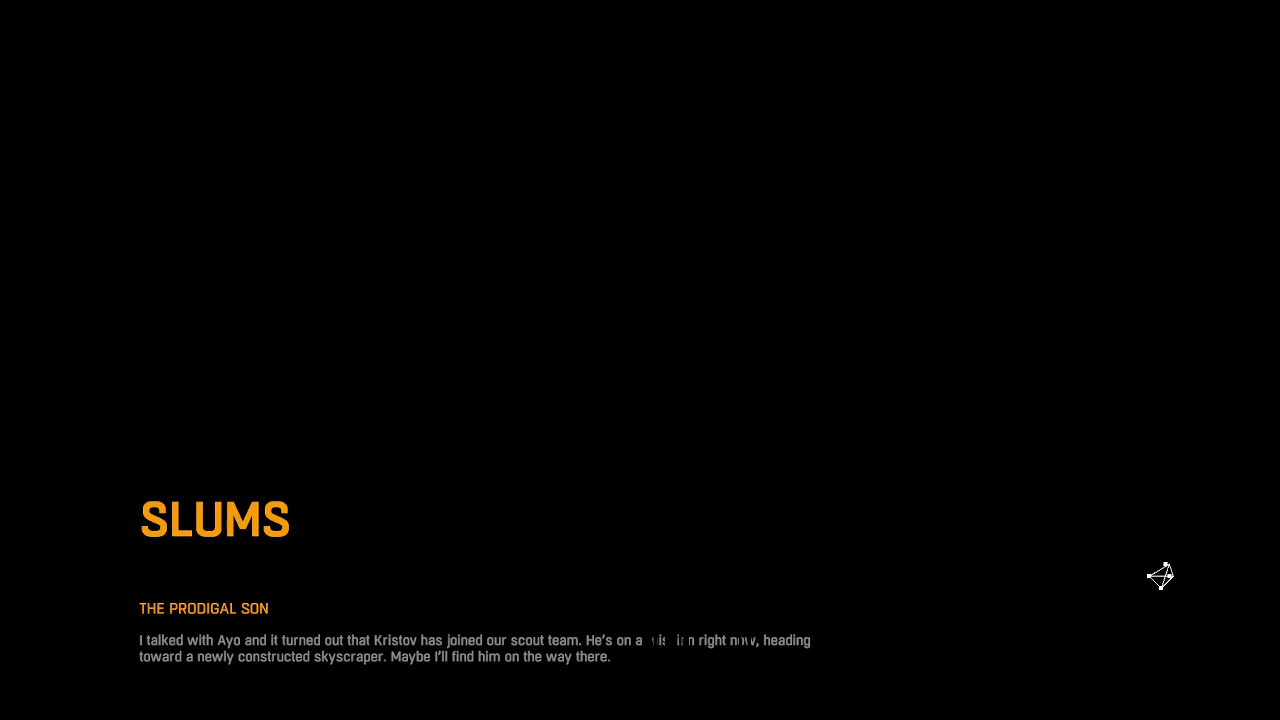 SLUMS
THE PRODIGAL SON
I talked with Ayo and it turned out that Kristov has joined our scout team. He's on a right now, heading
toward a newly constructed skyscraper. Maybe I'll find him on the way there.